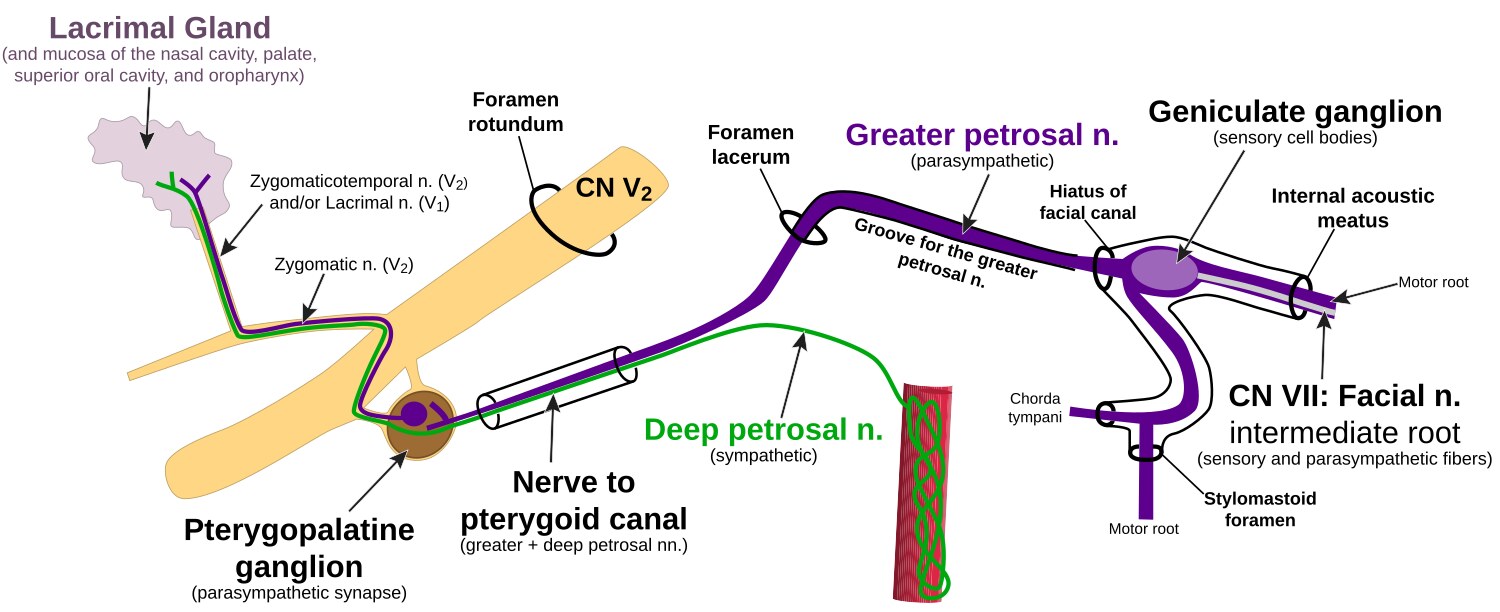 Lacrimal Gland
(and mucosa of the nasal cavity, palate,
superior oral cavity, and oropharynx)
Foramen
rotundum
CN V₂
Zygomaticotemporal n. (V₂)
and/or Lacrimal n. (V₁)
Zygomatic n. (V₂)
Foramen
lacerum
Greater petrosal n.
(parasympathetic)
Geniculate ganglion
(sensory cell bodies)
Hiatus of
facial canal
Internal acoustic
meatus
Groove for the greater
petrosal n.
Motor root
Chorda
tympani
CN VII: Facial n.
intermediate root
(sensory and parasympathetic fibers)
Deep petrosal n.
(sympathetic)
Nerve to
pterygoid canal
(greater + deep petrosal nn.)
Pterygopalatine
ganglion
(parasympathetic synapse)
Stylomastoid
foramen
Motor root